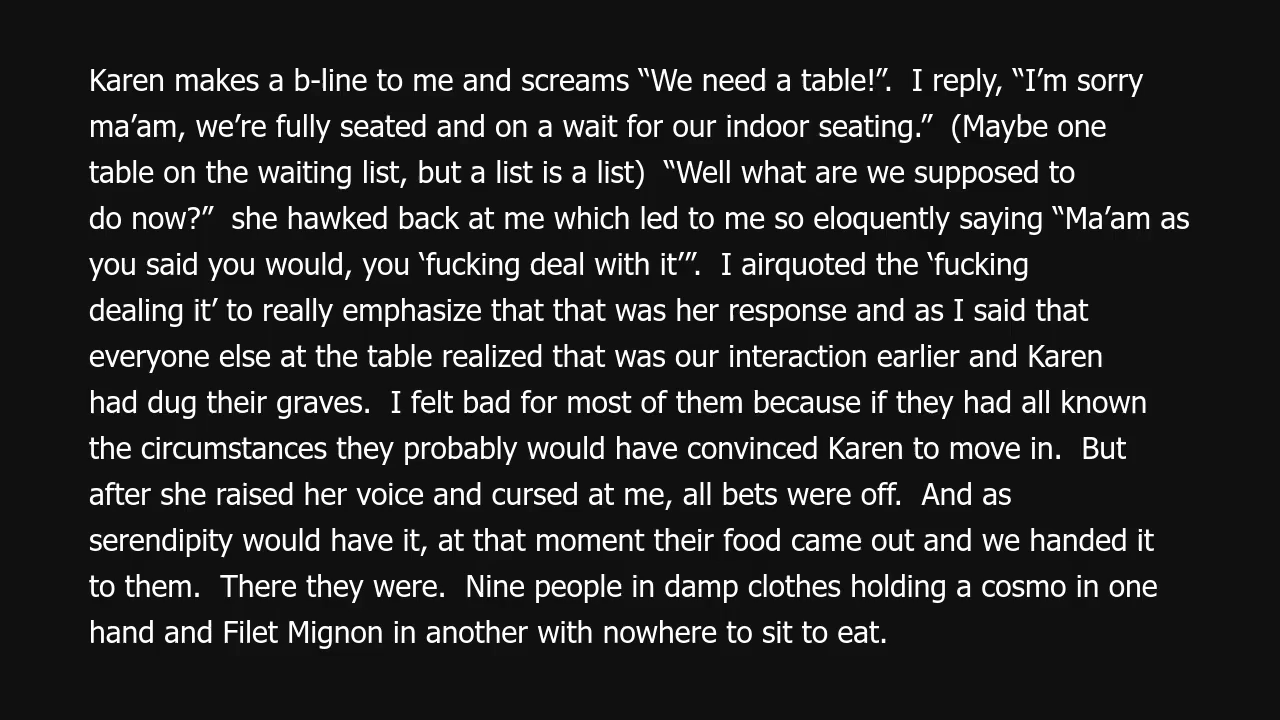 Karen makes a b-line to me and screams “We need a table!”.  I reply, “I’m sorry
ma’am, we’re fully seated and on a wait for our indoor seating.”  (Maybe one
table on the waiting list, but a list is a list)  “Well what are we supposed to
do now?”  she hawked back at me which led to me so eloquently saying “Ma’am as
you said you would, you ‘fucking deal with it’”.  I airquoted the ‘fucking
dealing it’ to really emphasize that that was her response and as I said that
everyone else at the table realized that was our interaction earlier and Karen
had dug their graves.  I felt bad for most of them because if they had all known
the circumstances they probably would have convinced Karen to move in.  But
after she raised her voice and cursed at me, all bets were off.  And as
serendipity would have it, at that moment their food came out and we handed it
to them.  There they were.  Nine people in damp clothes holding a cosmo in one
hand and Filet Mignon in another with nowhere to sit to eat.